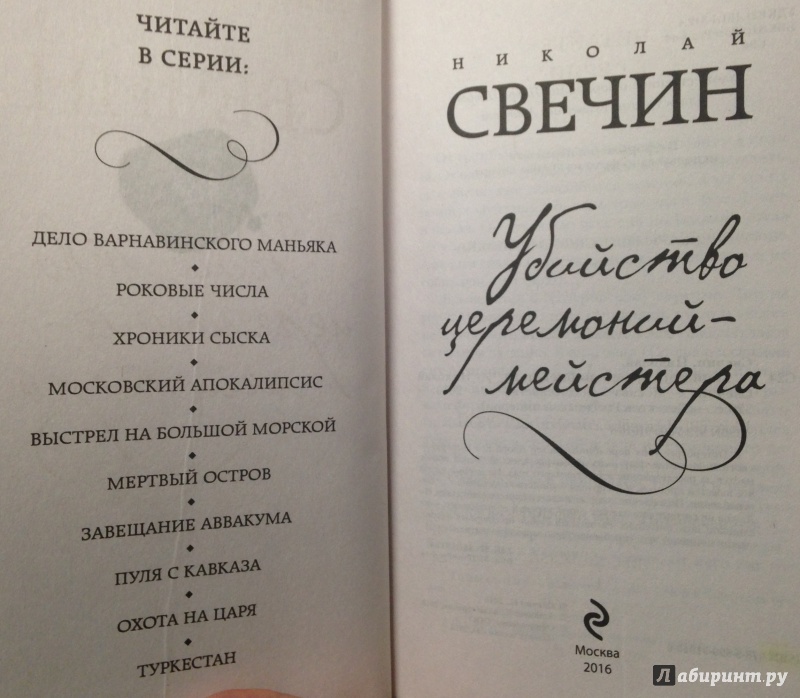 ЧИТАЙТЕ
В СЕРИИ:
ДЕЛО ВАРНАВИНСКОГО МАНЬЯКА
РОКОВЫЕ ЧИСЛА
ХРОНИКИ СЫСКА
МОСКОВСКИЙ АПОКАЛИПСИС
ВЫСТРЕЛ НА БОЛЬШОЙ МОРСКОЙ
МЕРТВЫЙ ОСТРОВ
ЗАВЕЩАНИЕ АВВАКУМА
ПУЛЯ С КАВКАЗА
ОХОТА НА ЦАРЯ
ТУРКЕСТАН
НИКОЛАЙ
СВЕЧИН
Убийство
церемоний-
мейстера
Москва
2016
Лабиринт.ру